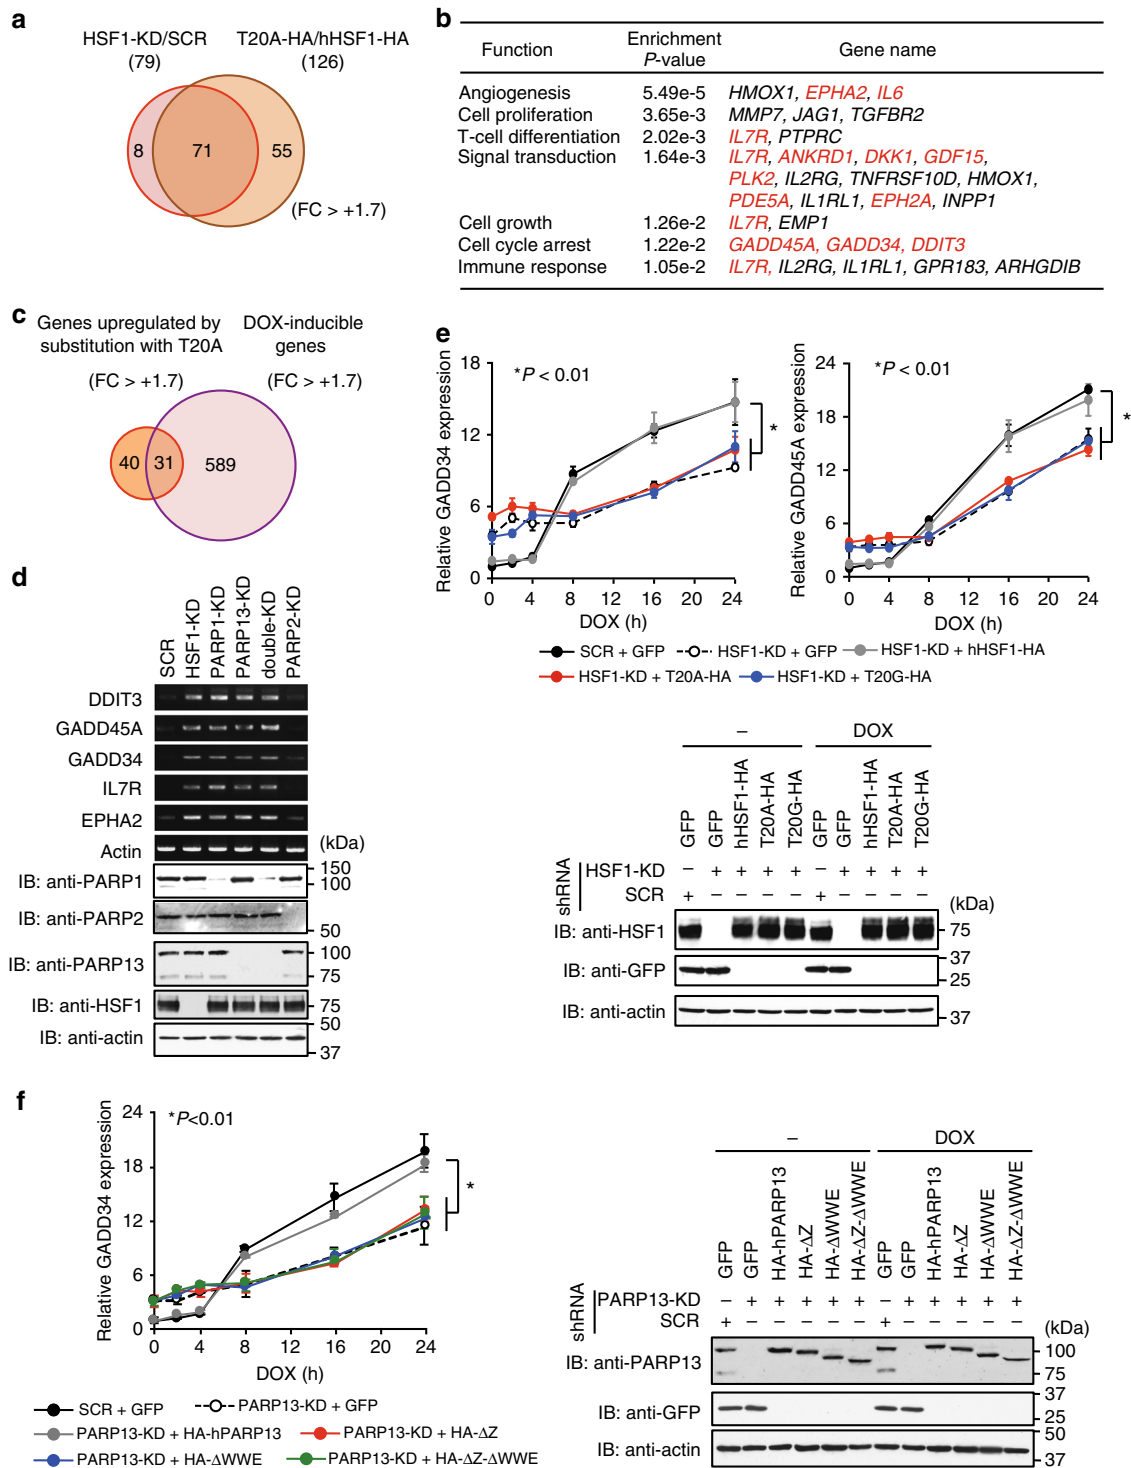 a
HSF1-KD/SCR
(79)
T20A-HA/hHSF1-HA
(126)
8
71
55
(FC > +1.7)
b
Function
Enrichment
P-value
Gene name
Angiogenesis 5.49e-5 HMOX1, EPHA2, IL6
Cell proliferation 3.65e-3 MMP7, JAG1, TGFBR2
T-cell differentiation 2.02e-3 IL7R, PTPRC
Signal transduction 1.64e-3 IL7R, ANKRD1, DKK1, GDF15,
PLK2, IL2RG, TNFRSF10D, HMOX1,
PDE5A, IL1RL1, EPH2A, INPP1
Cell growth 1.26e-2 IL7R, EMP1
Cell cycle arrest 1.22e-2 GADD45A, GADD34, DDIT3
Immune response 1.05e-2 IL7R, IL2RG, IL1RL1, GPR183, ARHGDIB
c
Genes upregulated by
substitution with T20A
(FC > +1.7)
DOX-inducible
genes
(FC > +1.7)
40
31
589
d
SCR
HSF1-KD
PARP1-KD
PARP13-KD
double-KD
PARP2-KD
DDIT3
GADD45A
GADD34
IL7R
EPHA2
Actin
(kDa)
IB: anti-PARP1
150
100
IB: anti-PARP2
50
IB: anti-PARP13
100
75
IB: anti-HSF1
75
50
IB: anti-actin
37
e
Relative GADD34 expression
18
12
6
0
*P < 0.01
*
0 4 8 12 16 20 24
DOX (h)
Relative GADD45A expression
24
18
12
6
0
*P < 0.01
*
0 4 8 12 16 20 24
DOX (h)
SCR + GFP
HSF1-KD + GFP
HSF1-KD + hHSF1-HA
HSF1-KD + T20A-HA
HSF1-KD + T20G-HA
–
DOX
GFP
GFP
hHSF1-HA
T20A-HA
T20G-HA
GFP
GFP
hHSF1-HA
T20A-HA
T20G-HA
shRNA
HSF1-KD – + + + + – + + + +
SCR + – – – – + – – – –
(kDa)
IB: anti-HSF1
75
IB: anti-GFP
37
25
IB: anti-actin
37
f
Relative GADD34 expression
24
18
12
6
0
*P<0.01
*
0 4 8 12 16 20 24
DOX (h)
SCR + GFP
PARP13-KD + GFP
PARP13-KD + HA-hPARP13
PARP13-KD + HA-ΔZ
PARP13-KD + HA-ΔWWE
PARP13-KD + HA-ΔZ-ΔWWE
–
DOX
GFP
GFP
HA-hPARP13
HA-ΔZ
HA-ΔWWE
HA-ΔZ-ΔWWE
GFP
GFP
HA-hPARP13
HA-ΔZ
HA-ΔWWE
HA-ΔZ-ΔWWE
shRNA
PARP13-KD – + + + + + – + + + + +
SCR + – – – – – + – – – – –
(kDa)
IB: anti-PARP13
100
75
IB: anti-GFP
37
25
IB: anti-actin
50
37